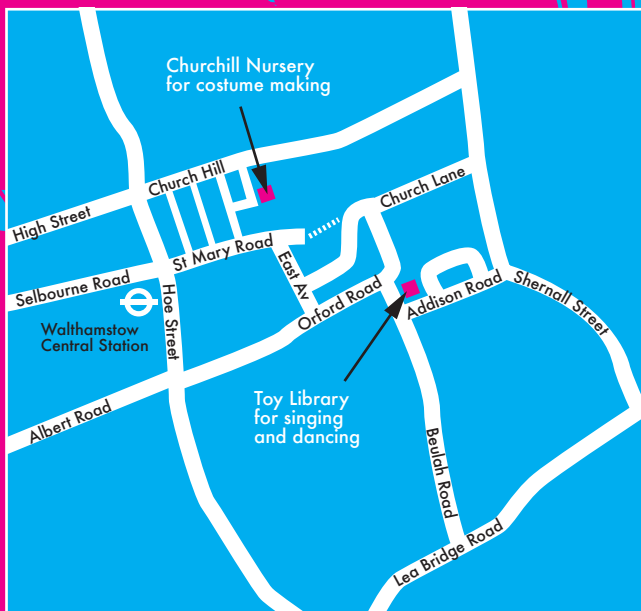 Churchill Nursery
for costume making
Church Hill
High Street
Church Lane
St Mary Road
Selbourne Road
East Av
Shernall Street
Orford Road
Addison Road
Hoe Street
Walthamstow
Central Station
Albert Road
Toy Library
for singing
and dancing
Beulah Road
Lea Bridge Road